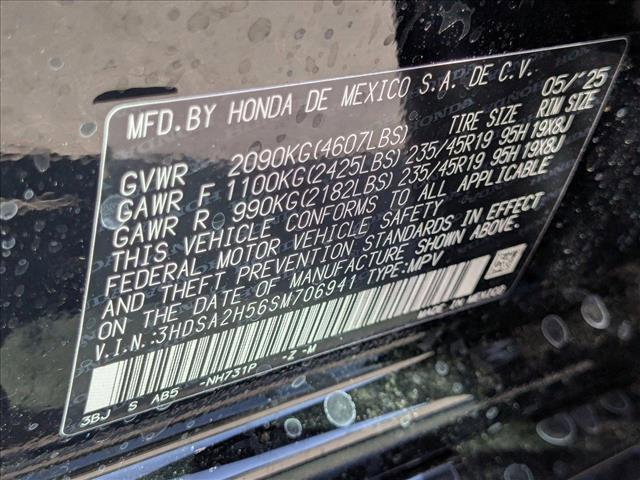 MFD.BY HONDA DE MEXICO S.A. DE C.V. 05/'25
TIRE SIZE RIM SIZE
GVWR 2090KG(4607LBS)
GAWR F 1100KG(2425LBS) 235/45R19 95H 19X8J
GAWR R 990KG(2182LBS) 235/45R19 95H 19X8J
THIS VEHICLE CONFORMS TO ALL APPLICABLE
FEDERAL MOTOR VEHICLE SAFETY
AND THEFT PREVENTION STANDARDS IN EFFECT
ON THE DATE OF MANUFACTURE SHOWN ABOVE.
V.I.N.:3HDSA2H56SM706941 TYPE:MPV
MADE IN MEXICO
3BJ S AB5 -NH731P -Z -M